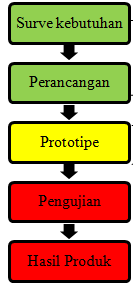 Surve kebutuhan
Perancangan
Prototipe
Pengujian
Hasil Produk